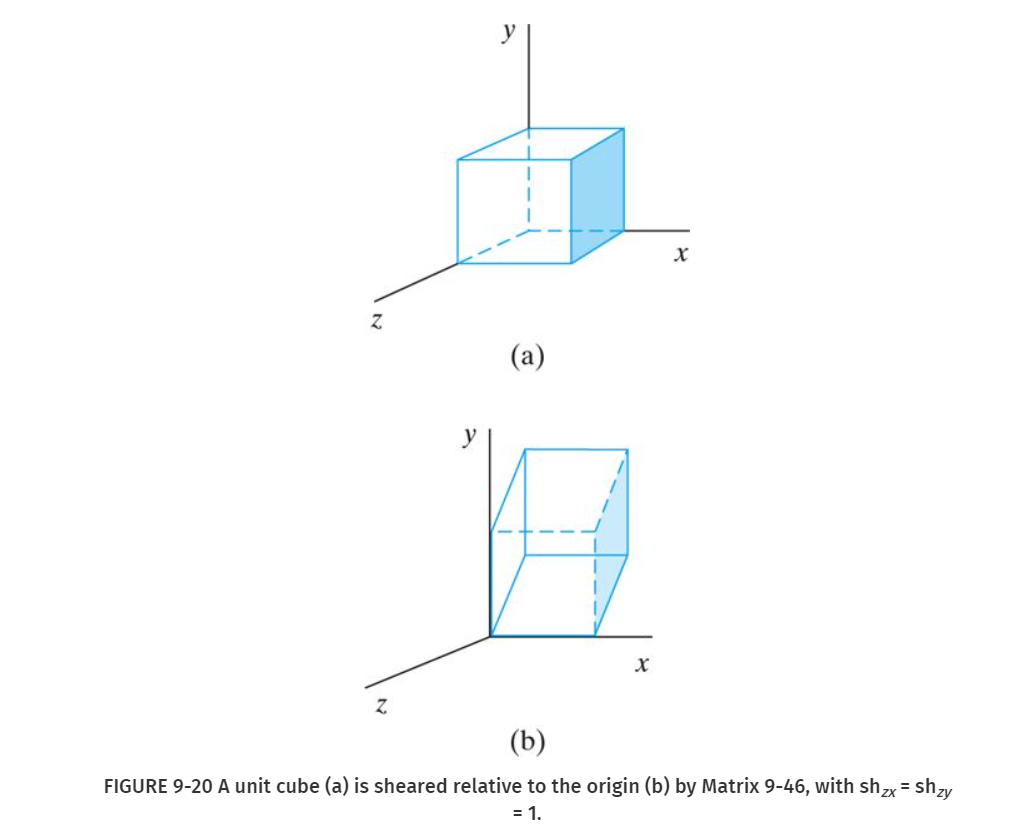 y
x
z
(a)
y
x
z
(b)
FIGURE 9-20 A unit cube (a) is sheared relative to the origin (b) by Matrix 9-46, with shzx = shzy
= 1.